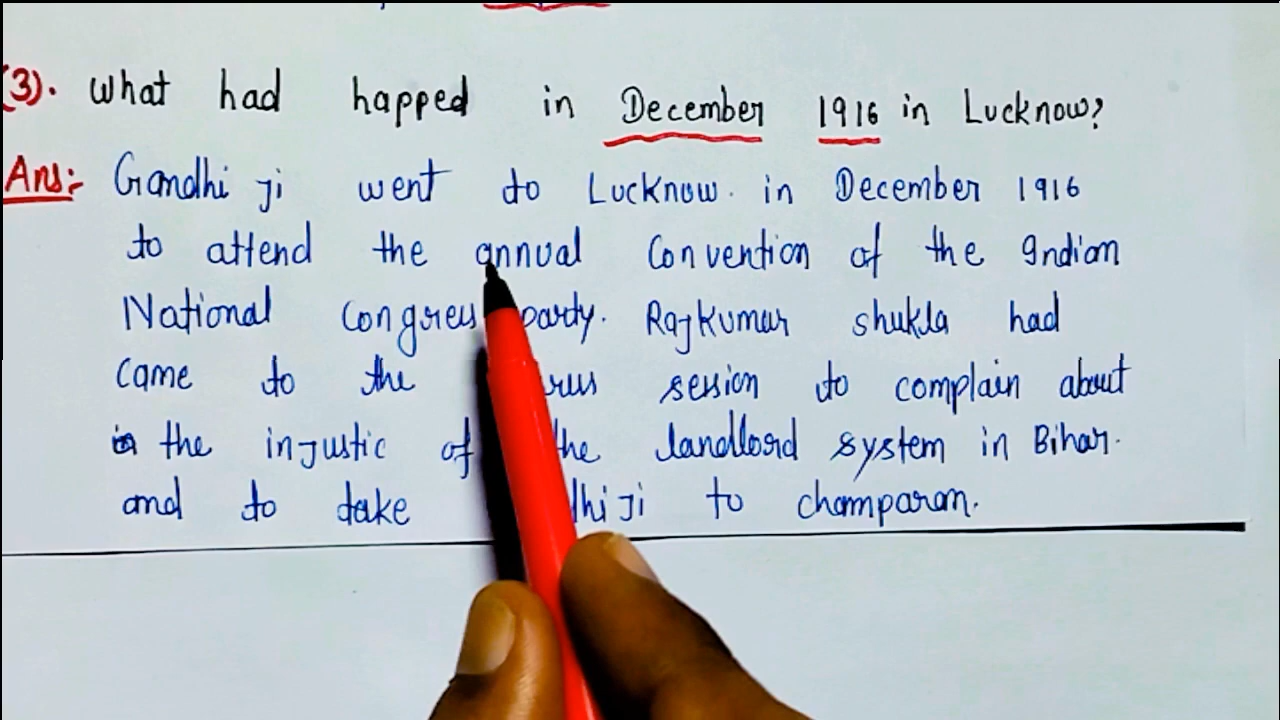 (3). What had happed in December 1916 in Lucknow?
Ans:- Gandhi ji went to Lucknow. in December 1916
to attend the annual Convention of the Indian
National Congress party. Rajkumar shukla had
came to the session to complain about
the injustic of the landlord system in Bihar.
and to take to champaran.